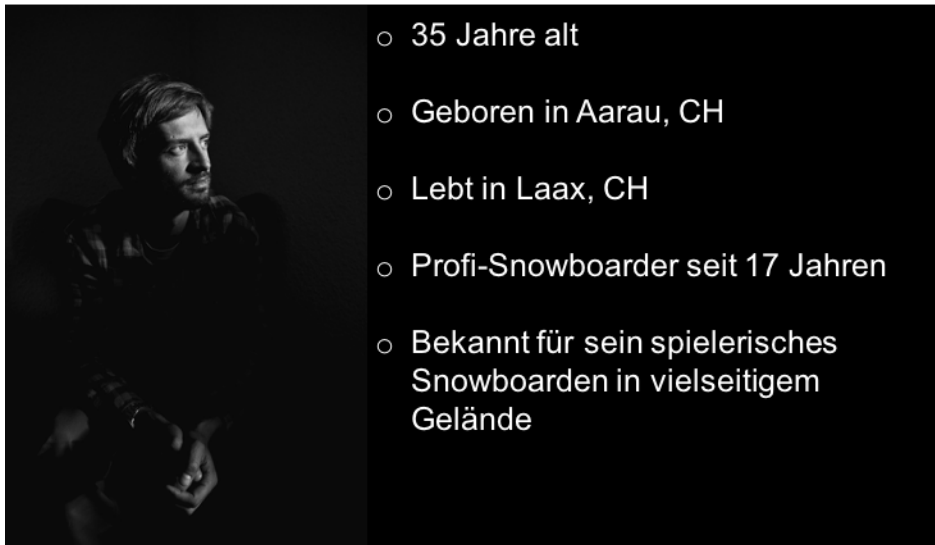 ○ 35 Jahre alt
○ Geboren in Aarau, CH
○ Lebt in Laax, CH
○ Profi-Snowboarder seit 17 Jahren
○ Bekannt für sein spielerisches
Snowboarden in vielseitigem
Gelände